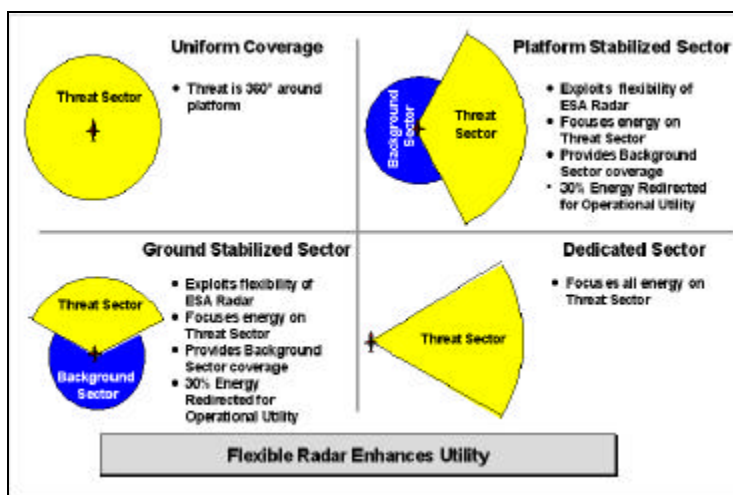 Uniform Coverage
Threat Sector
• Threat is 360° around
platform
Platform Stabilized Sector
Background
Sector
Threat
Sector
• Exploits flexibility of
ESA Radar
• Focuses energy on
Threat Sector
• Provides Background
Sector coverage
• 30% Energy Redirected
for Operational Utility
Ground Stabilized Sector
Threat Sector
Background
Sector
• Exploits flexibility of
ESA Radar
• Focuses energy on
Threat Sector
• Provides Background
Sector coverage
• 30% Energy
Redirected for
Operational Utility
Dedicated Sector
Threat Sector
• Focuses all energy on
Threat Sector
Flexible Radar Enhances Utility